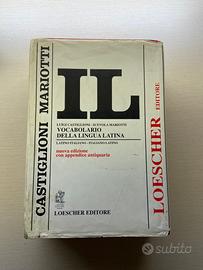 CASTIGLIONI MARIOTTI
IL
LUIGI CASTIGLIONI - SCEVOLA MARIOTTI
VOCABOLARIO
DELLA LINGUA LATINA
LATINO-ITALIANO - ITALIANO-LATINO
nuova edizione
con appendice antiquaria
LOESCHER EDITORE
LOESCHER
EDITORE
subito